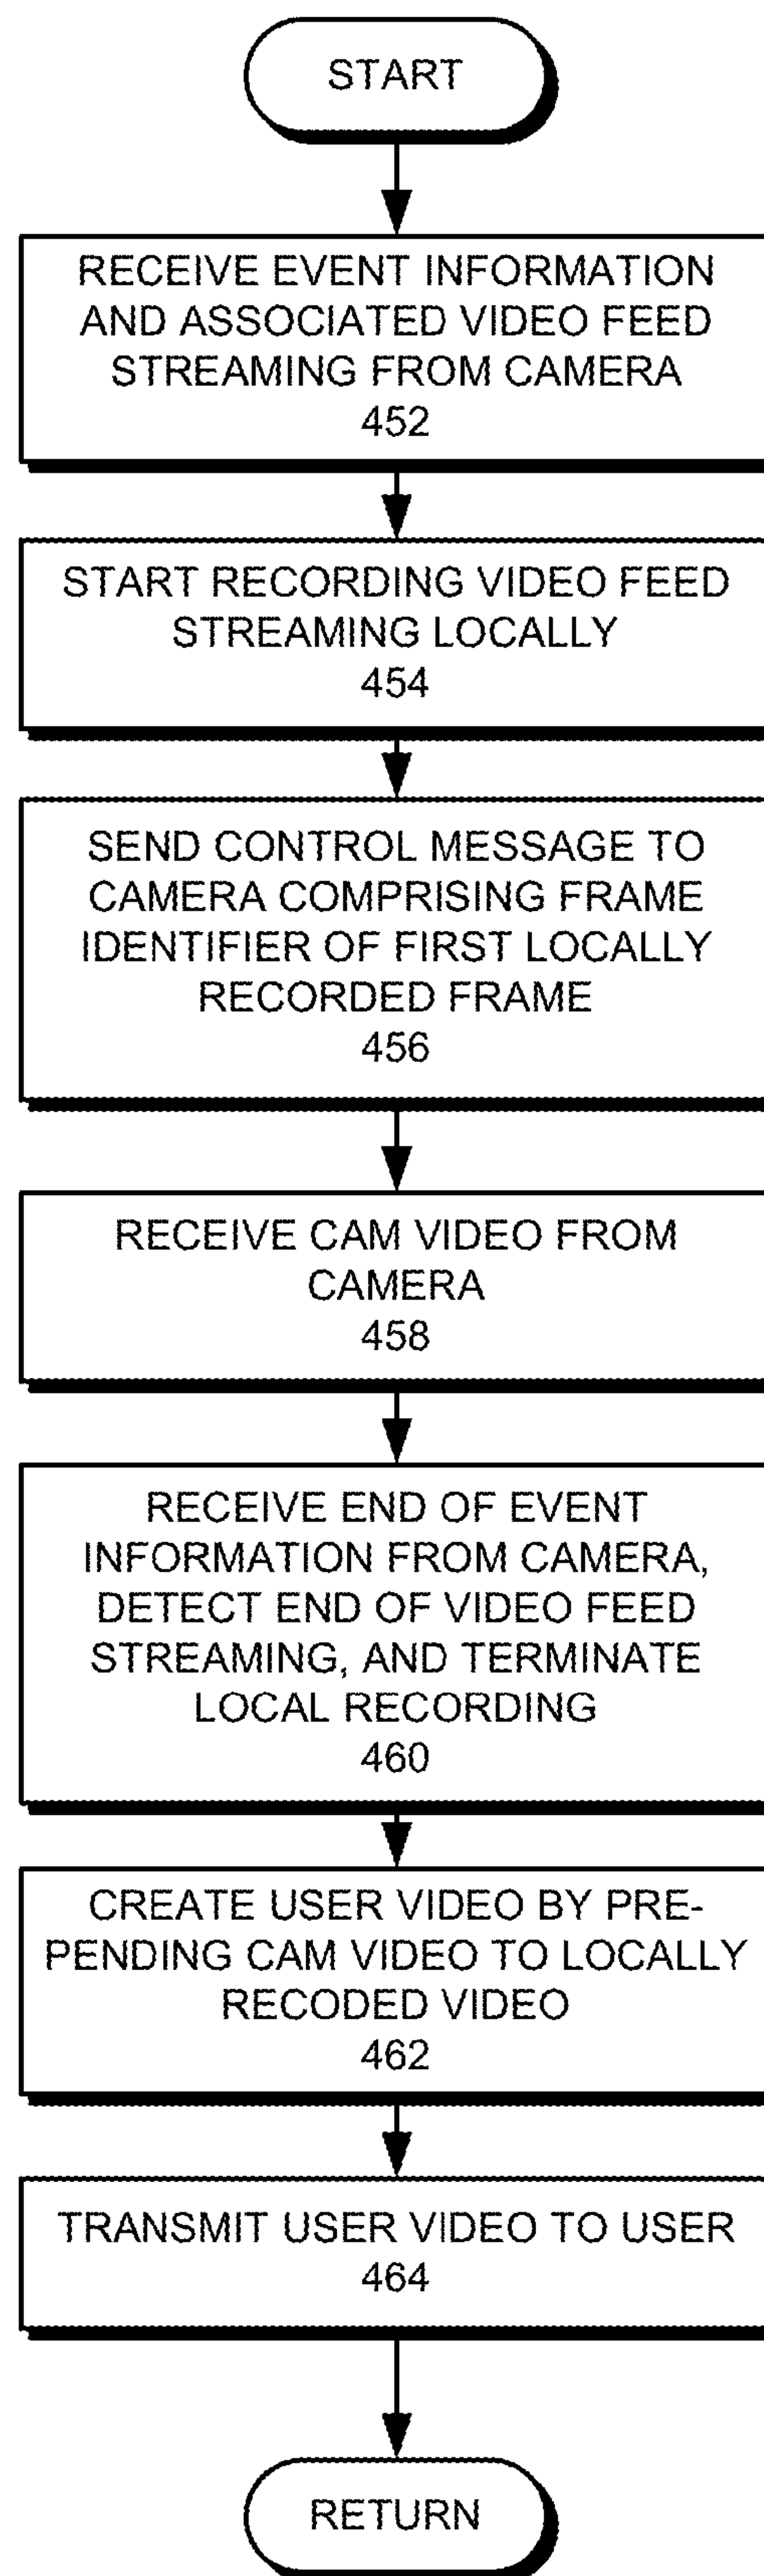 START
RECEIVE EVENT INFORMATION
AND ASSOCIATED VIDEO FEED
STREAMING FROM CAMERA
452
START RECORDING VIDEO FEED
STREAMING LOCALLY
454
SEND CONTROL MESSAGE TO
CAMERA COMPRISING FRAME
IDENTIFIER OF FIRST LOCALLY
RECORDED FRAME
456
RECEIVE CAM VIDEO FROM
CAMERA
458
RECEIVE END OF EVENT
INFORMATION FROM CAMERA,
DETECT END OF VIDEO FEED
STREAMING, AND TERMINATE
LOCAL RECORDING
460
CREATE USER VIDEO BY PRE-
PENDING CAM VIDEO TO LOCALLY
RECODED VIDEO
462
TRANSMIT USER VIDEO TO USER
464
RETURN